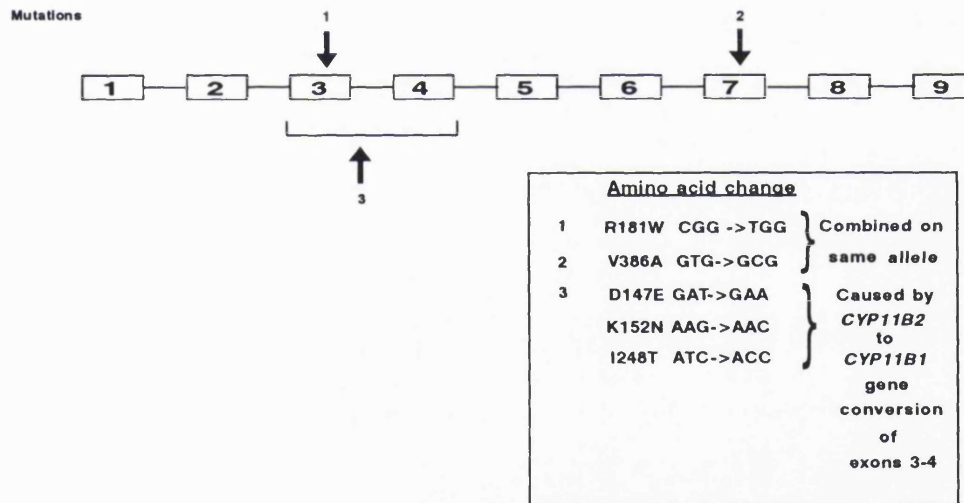 Mutations
1
2
1 2 3 4 5 6 7 8 9
3
Amino acid change
1 R181W CGG ->TGG Combined on
2 V386A GTG->GCG same allele
3 D147E GAT->GAA Caused by
CYP11B2
K152N AAG->AAC to
I248T ATC->ACC CYP11B1
gene
conversion
of
exons 3-4